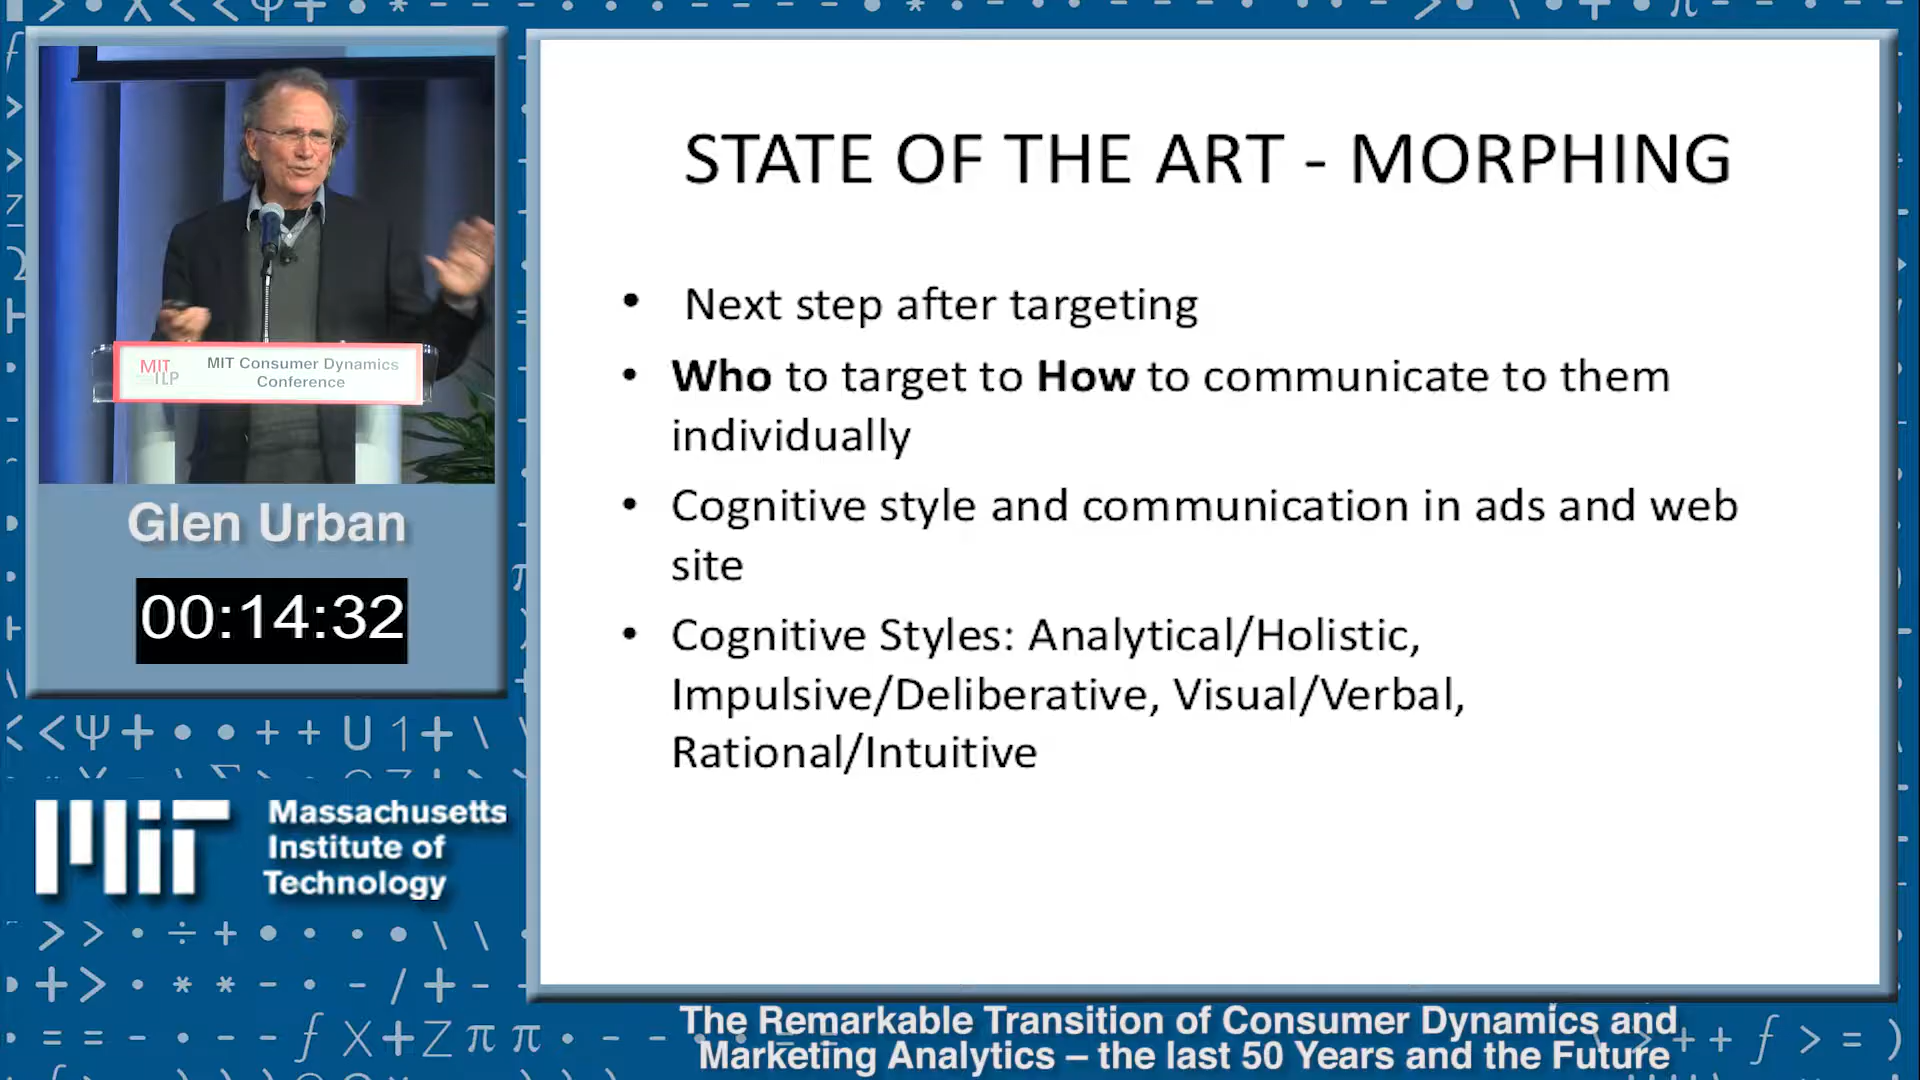 MIT ILP
MIT Consumer Dynamics
Conference
Glen Urban
00:14:32
MIT
Massachusetts
Institute of
Technology
STATE OF THE ART - MORPHING
• Next step after targeting
• Who to target to How to communicate to them
individually
• Cognitive style and communication in ads and web
site
• Cognitive Styles: Analytical/Holistic,
Impulsive/Deliberative, Visual/Verbal,
Rational/Intuitive
The Remarkable Transition of Consumer Dynamics and
Marketing Analytics – the last 50 Years and the Future